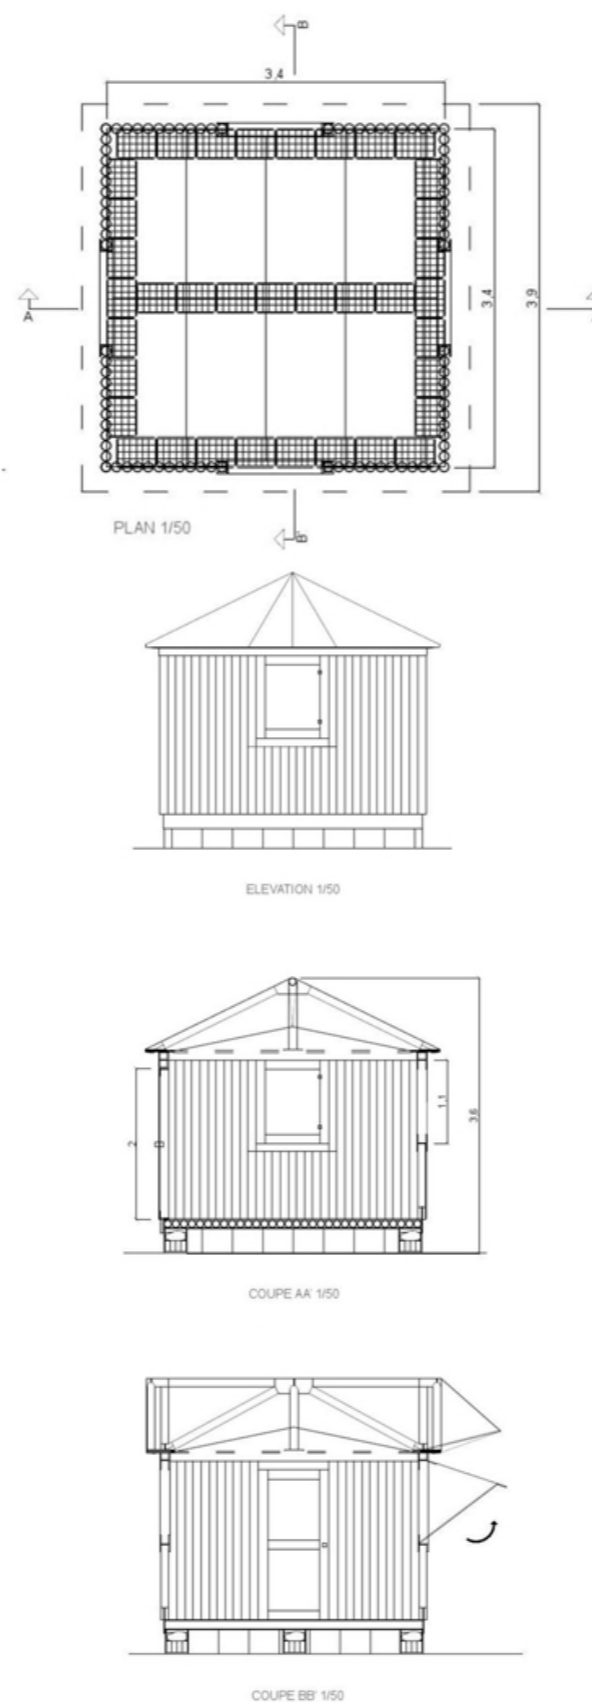 B
3,4
3,4
3,9
A
PLAN 1/50
B'
ELEVATION 1/50
2
1,1
3,6
COUPE AA' 1/50
COUPE BB' 1/50